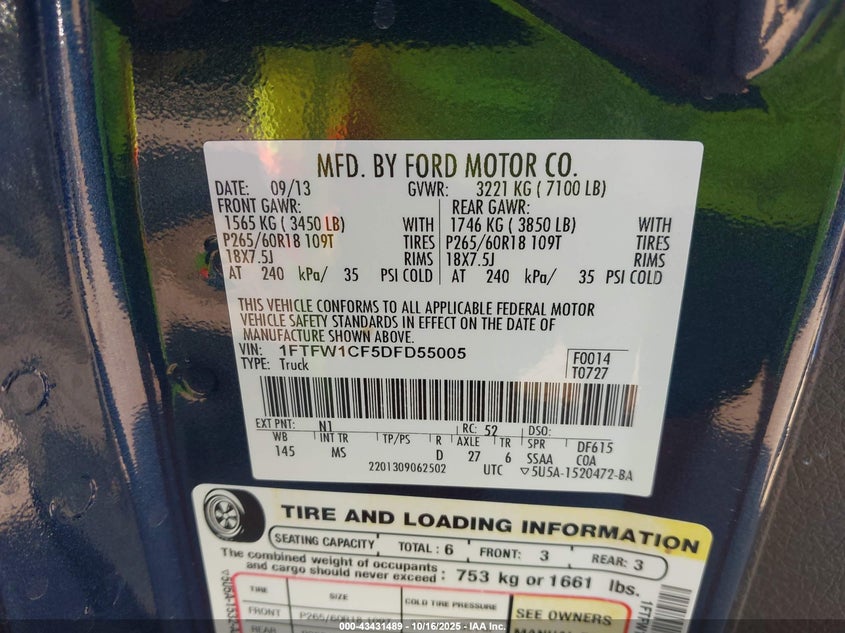 MFD. BY FORD MOTOR CO.
DATE: 09/13 GVWR: 3221 KG ( 7100 LB)
FRONT GAWR: REAR GAWR:
1565 KG ( 3450 LB) WITH 1746 KG ( 3850 LB) WITH
P265/60R18 109T TIRES P265/60R18 109T TIRES
18X7.5J RIMS 18X7.5J RIMS
AT 240 kPa/ 35 PSI COLD AT 240 kPa/ 35 PSI COLD
THIS VEHICLE CONFORMS TO ALL APPLICABLE FEDERAL MOTOR
VEHICLE SAFETY STANDARDS IN EFFECT ON THE DATE OF
MANUFACTURE SHOWN ABOVE.
VIN: 1FTFW1CF5DFD55005 F0014
TYPE: Truck T0727
EXT PNT: N1 RC: 52 DSO:
WB INT TR TP/PS R AXLE TR SPR DF615
145 MS D 27 6 SSAA COA
2201309062502 UTC ▽5U5A-1520472-BA
TIRE AND LOADING INFORMATION
SEATING CAPACITY TOTAL : 6 FRONT: 3 REAR: 3
The combined weight of occupants
and cargo should never exceed : 753 kg or 1661 lbs.
TIRE SIZE COLD TIRE PRESSURE SEE OWNERS
FRONT P265/60R18
REAR
000-43431489 - 10/16/2025 - IAA Inc.